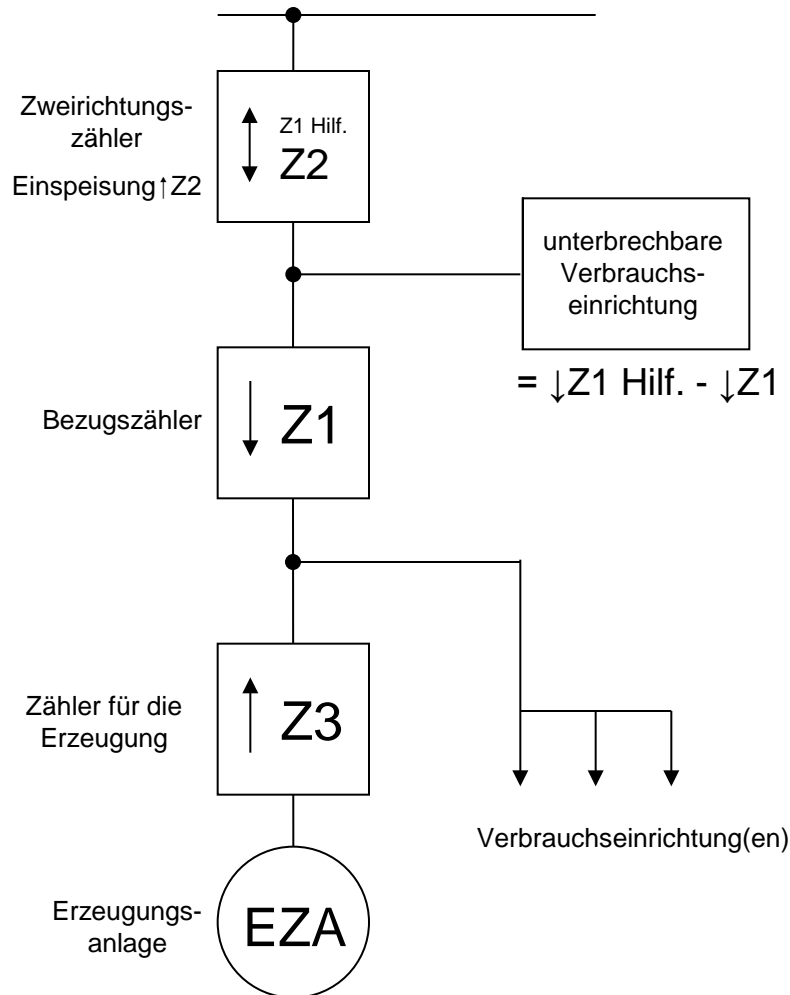 Zweirichtungs-
zähler
Einspeisung↑Z2
Z1 Hilf.
Z2
unterbrechbare
Verbrauchs-
einrichtung
= ↓Z1 Hilf. - ↓Z1
Bezugszähler
Z1
Zähler für die
Erzeugung
Z3
Verbrauchseinrichtung(en)
Erzeugungs-
anlage
EZA